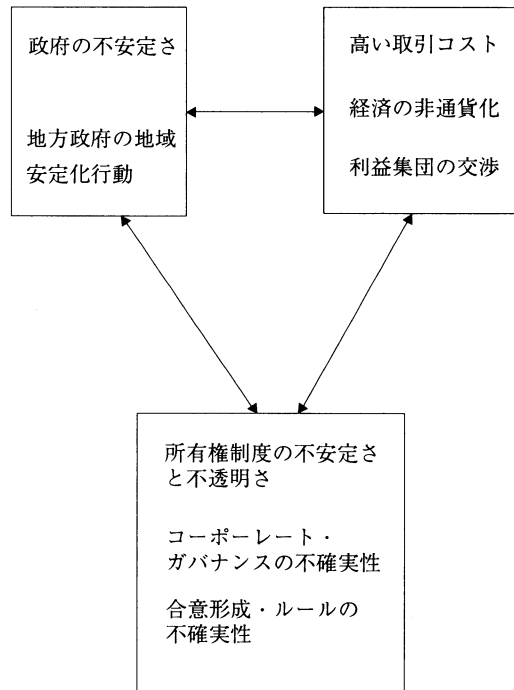 政府の不安定さ
地方政府の地域
安定化行動
高い取引コスト
経済の非通貨化
利益集団の交渉
所有権制度の不安定さ
と不透明さ
コーポレート・
ガバナンスの不確実性
合意形成・ルールの
不確実性